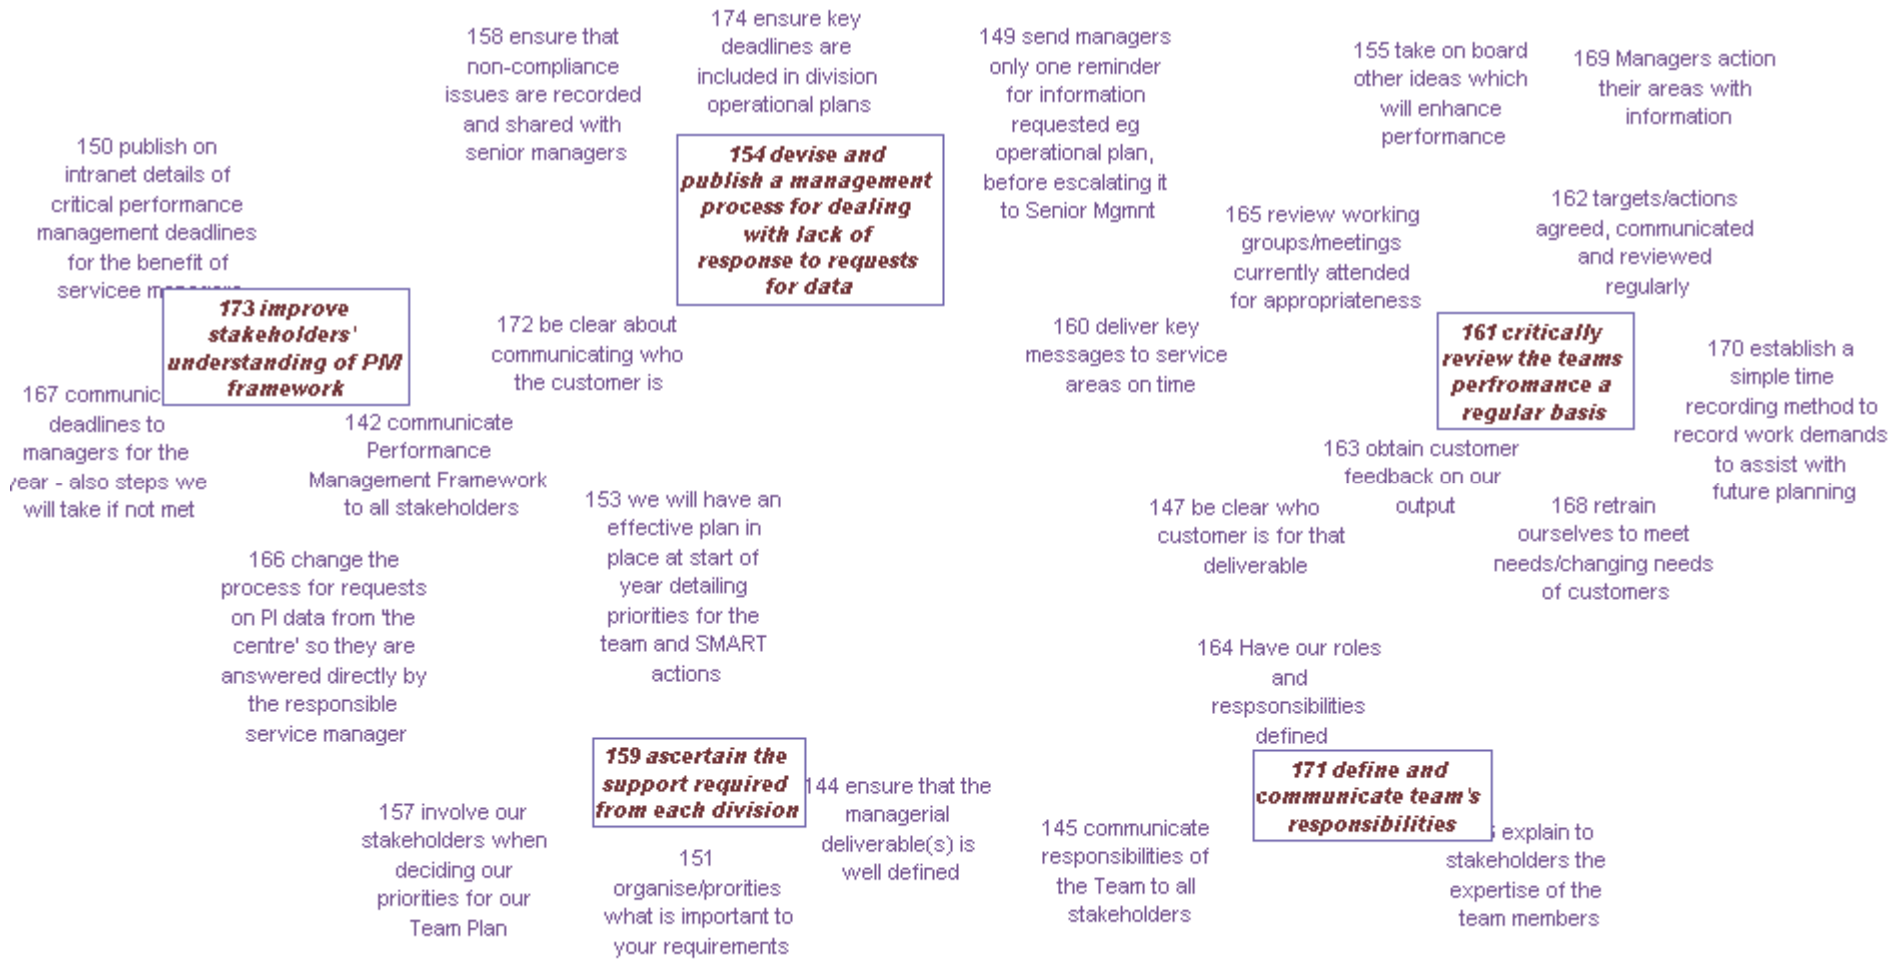 158 ensure that
non-compliance
issues are recorded
and shared with
senior managers
174 ensure key
deadlines are
included in division
operational plans
149 send managers
only one reminder
for information
requested eg
operational plan,
before escalating it
to Senior Mgmnt
155 take on board
other ideas which
will enhance
performance
169 Managers action
their areas with
information
150 publish on
intranet details of
critical performance
management deadlines
for the benefit of
servicee managers
154 devise and
publish a management
process for dealing
with lack of
response to requests
for data
165 review working
groups/meetings
currently attended
for appropriateness
162 targets/actions
agreed, communicated
and reviewed
regularly
173 improve
stakeholders'
understanding of PM
framework
172 be clear about
communicating who
the customer is
160 deliver key
messages to service
areas on time
161 critically
review the teams
perfromance a
regular basis
170 establish a
simple time
recording method to
record work demands
to assist with
future planning
167 communic
deadlines to
managers for the
year - also steps we
will take if not met
142 communicate
Performance
Management Framework
to all stakeholders
163 obtain customer
feedback on our
output
153 we will have an
effective plan in
place at start of
year detailing
priorities for the
team and SMART
actions
147 be clear who
customer is for that
deliverable
168 retrain
ourselves to meet
needs/changing needs
of customers
166 change the
process for requests
on PI data from 'the
centre' so they are
answered directly by
the responsible
service manager
164 Have our roles
and
respsonsibilities
defined
159 ascertain the
support required
from each division
171 define and
communicate team's
responsibilities
157 involve our
stakeholders when
deciding our
priorities for our
Team Plan
144 ensure that the
managerial
deliverable(s) is
well defined
151
organise/prorities
what is important to
your requirements
145 communicate
responsibilities of
the Team to all
stakeholders
explain to
stakeholders the
expertise of the
team members